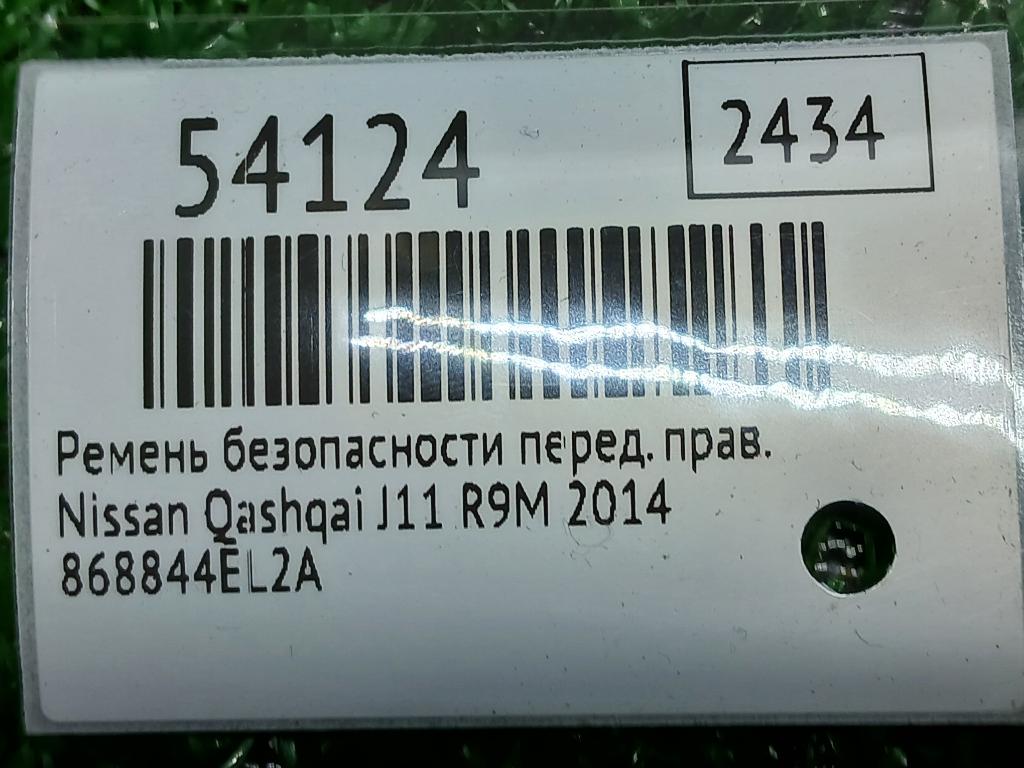 54124
2434
Ремень безопасности перед. прав.
Nissan Qashqai J11 R9M 2014
868844EL2A